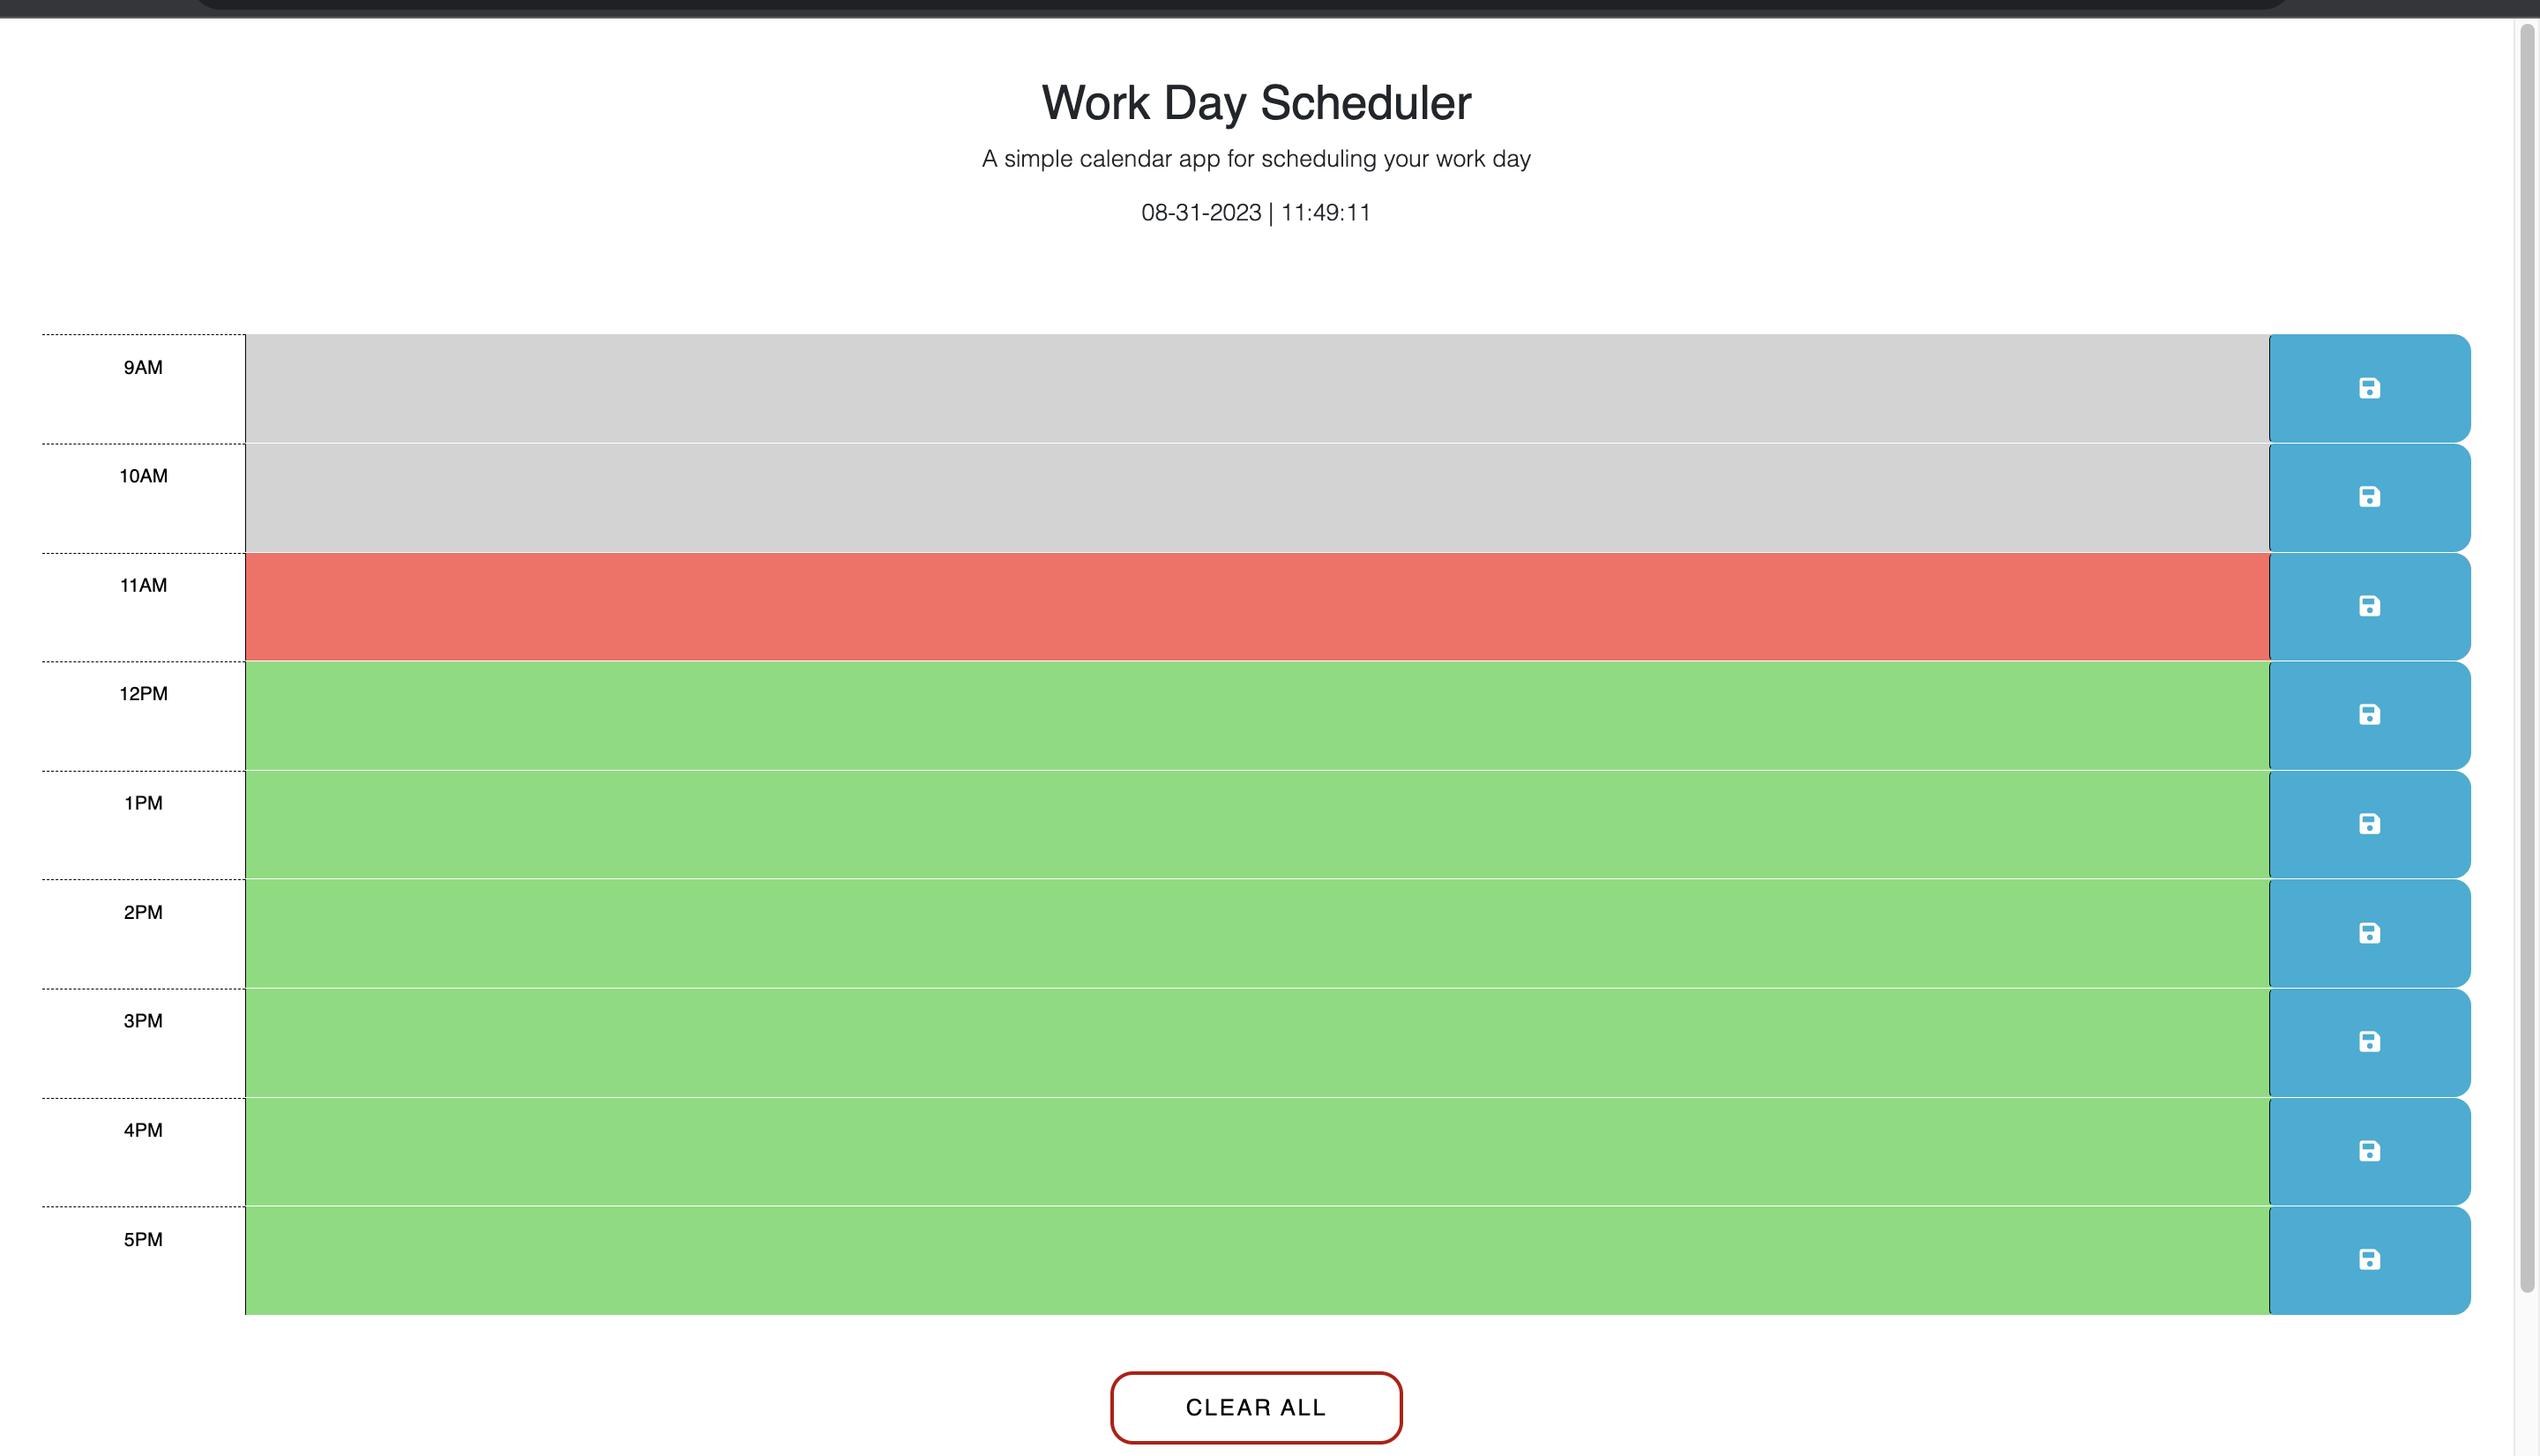 Work Day Scheduler
A simple calendar app for scheduling your work day
08-31-2023 | 11:49:11
9AM
10AM
11AM
12PM
1PM
2PM
3PM
4PM
5PM
CLEAR ALL